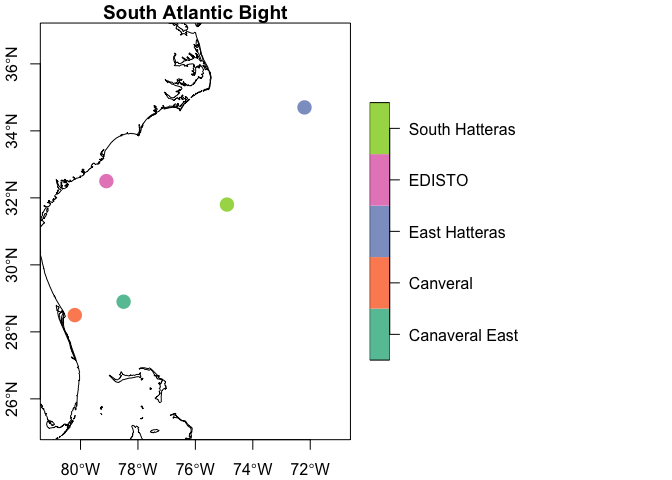 South Atlantic Bight
36°N
34°N
32°N
30°N
28°N
26°N
80°W 78°W 76°W 74°W 72°W
South Hatteras
EDISTO
East Hatteras
Canveral
Canaveral East